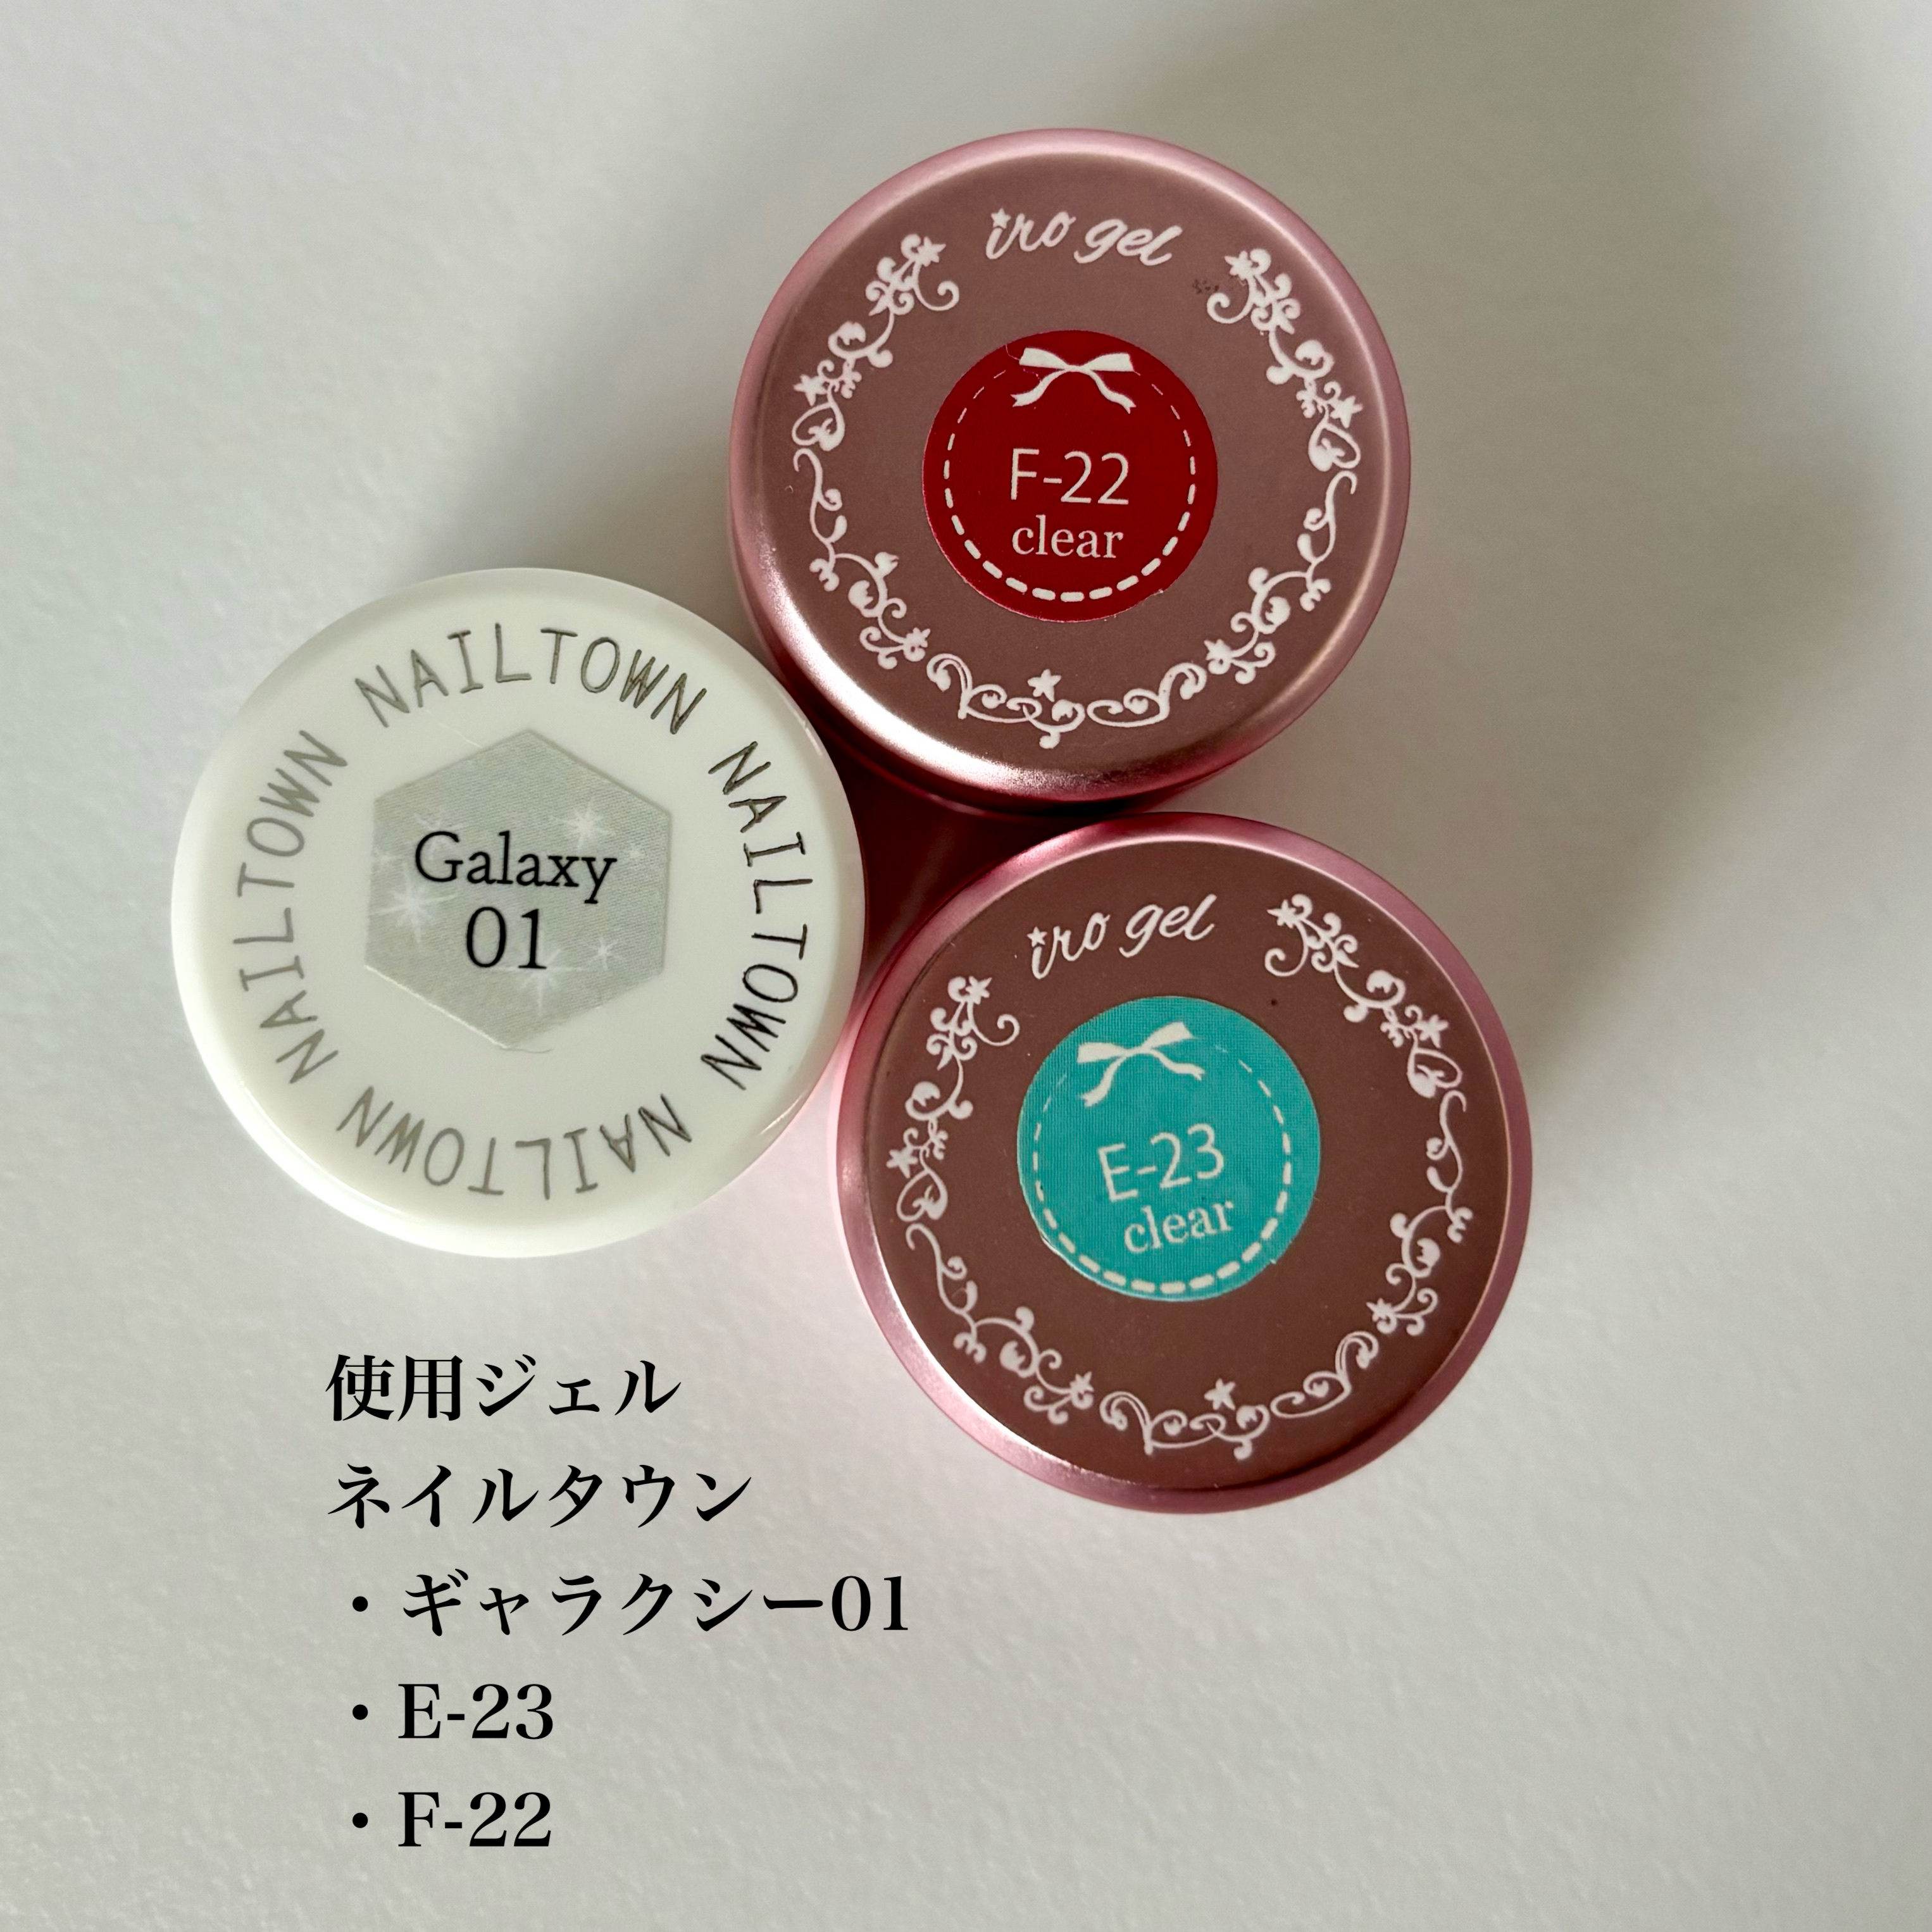 iro gel
F-22
clear
NAILTOWN NAILTOWN NAILTOWN NAILTOWN
Galaxy
01
iro gel
E-23
clear
使用ジェル
ネイルタウン
・ギャラクシー01
・E-23
・F-22